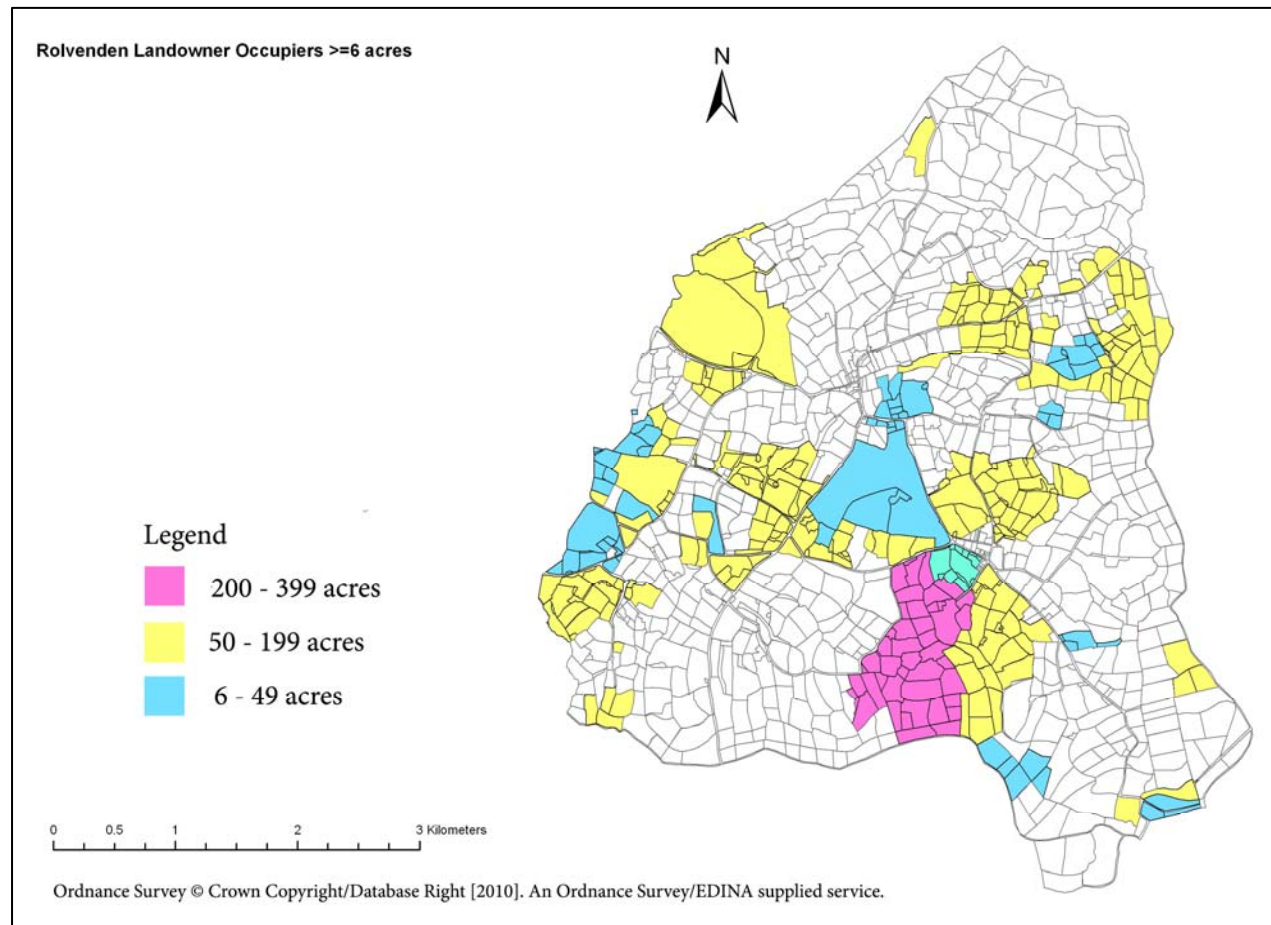 Rolvenden Landowner Occupiers >=6 acres
N
Legend
200 - 399 acres
50 - 199 acres
6 - 49 acres
0 0.5 1 2 3 Kilometers
Ordnance Survey © Crown Copyright/Database Right [2010]. An Ordnance Survey/EDINA supplied service.